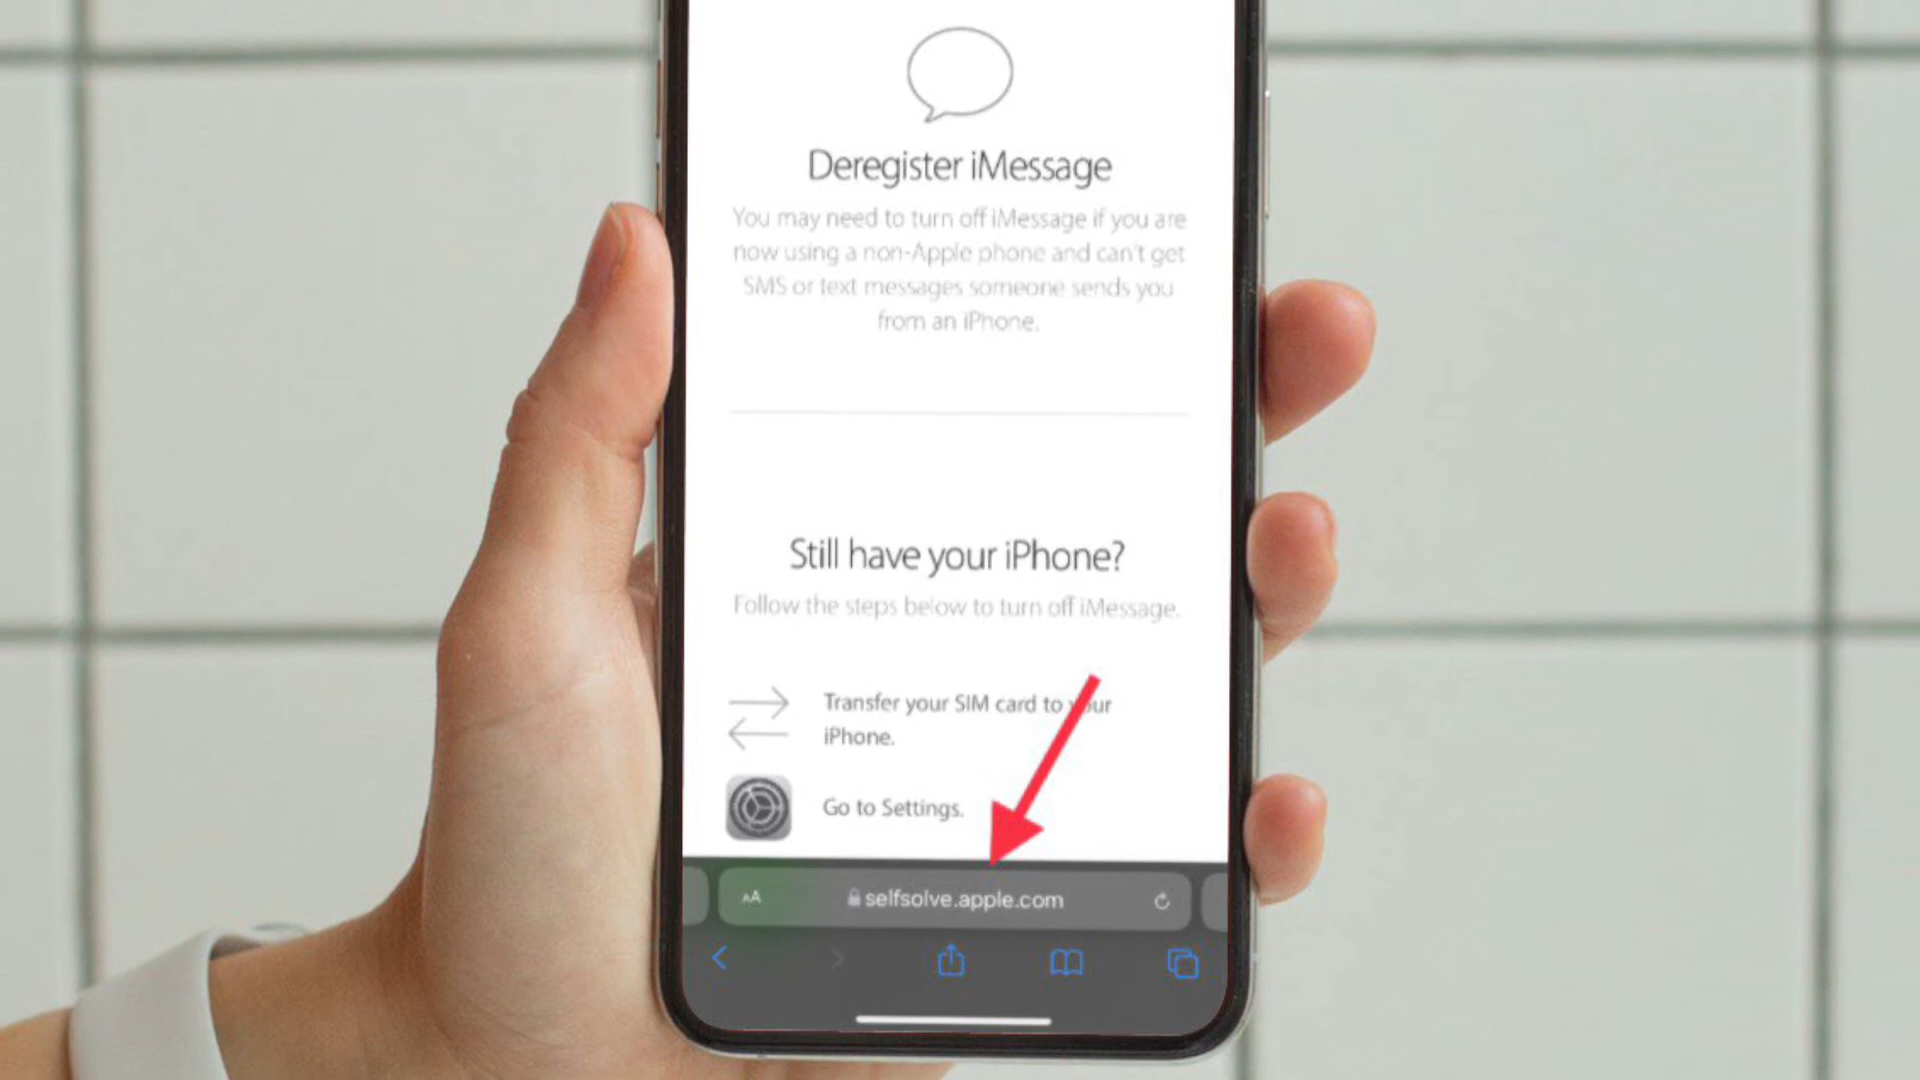 Deregister iMessage
You may need to turn off iMessage if you are
now using a non-Apple phone and can't get
SMS or text messages someone sends you
from an iPhone.
Still have your iPhone?
Follow the steps below to turn off iMessage.
Transfer your SIM card to your
iPhone.
Go to Settings.
AA selfsolve.apple.com